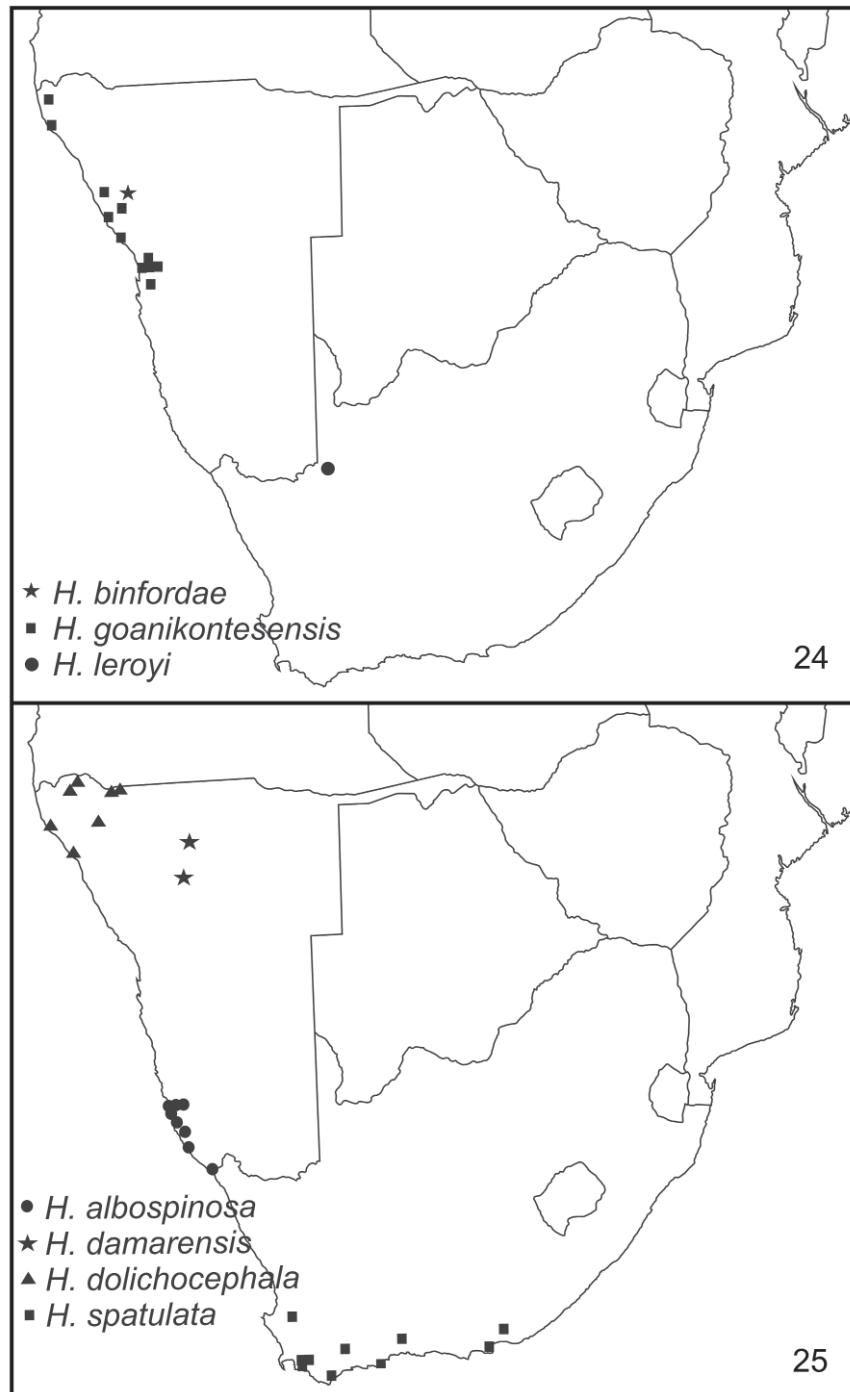 ★ H. binfordae
■ H. goanikontesensis
● H. leroyi
24
● H. albospinosa
★ H. damarensis
▲ H. dolichocephala
■ H. spatulata
25